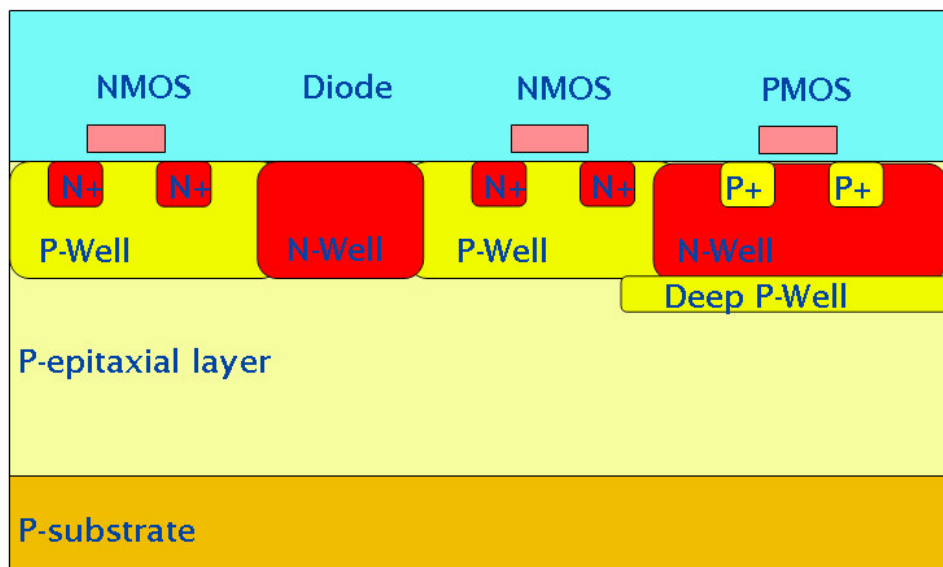 NMOS Diode NMOS PMOS
N+ N+ N+ N+ P+ P+
P-Well N-Well P-Well N-Well
Deep P-Well
P-epitaxial layer
P-substrate